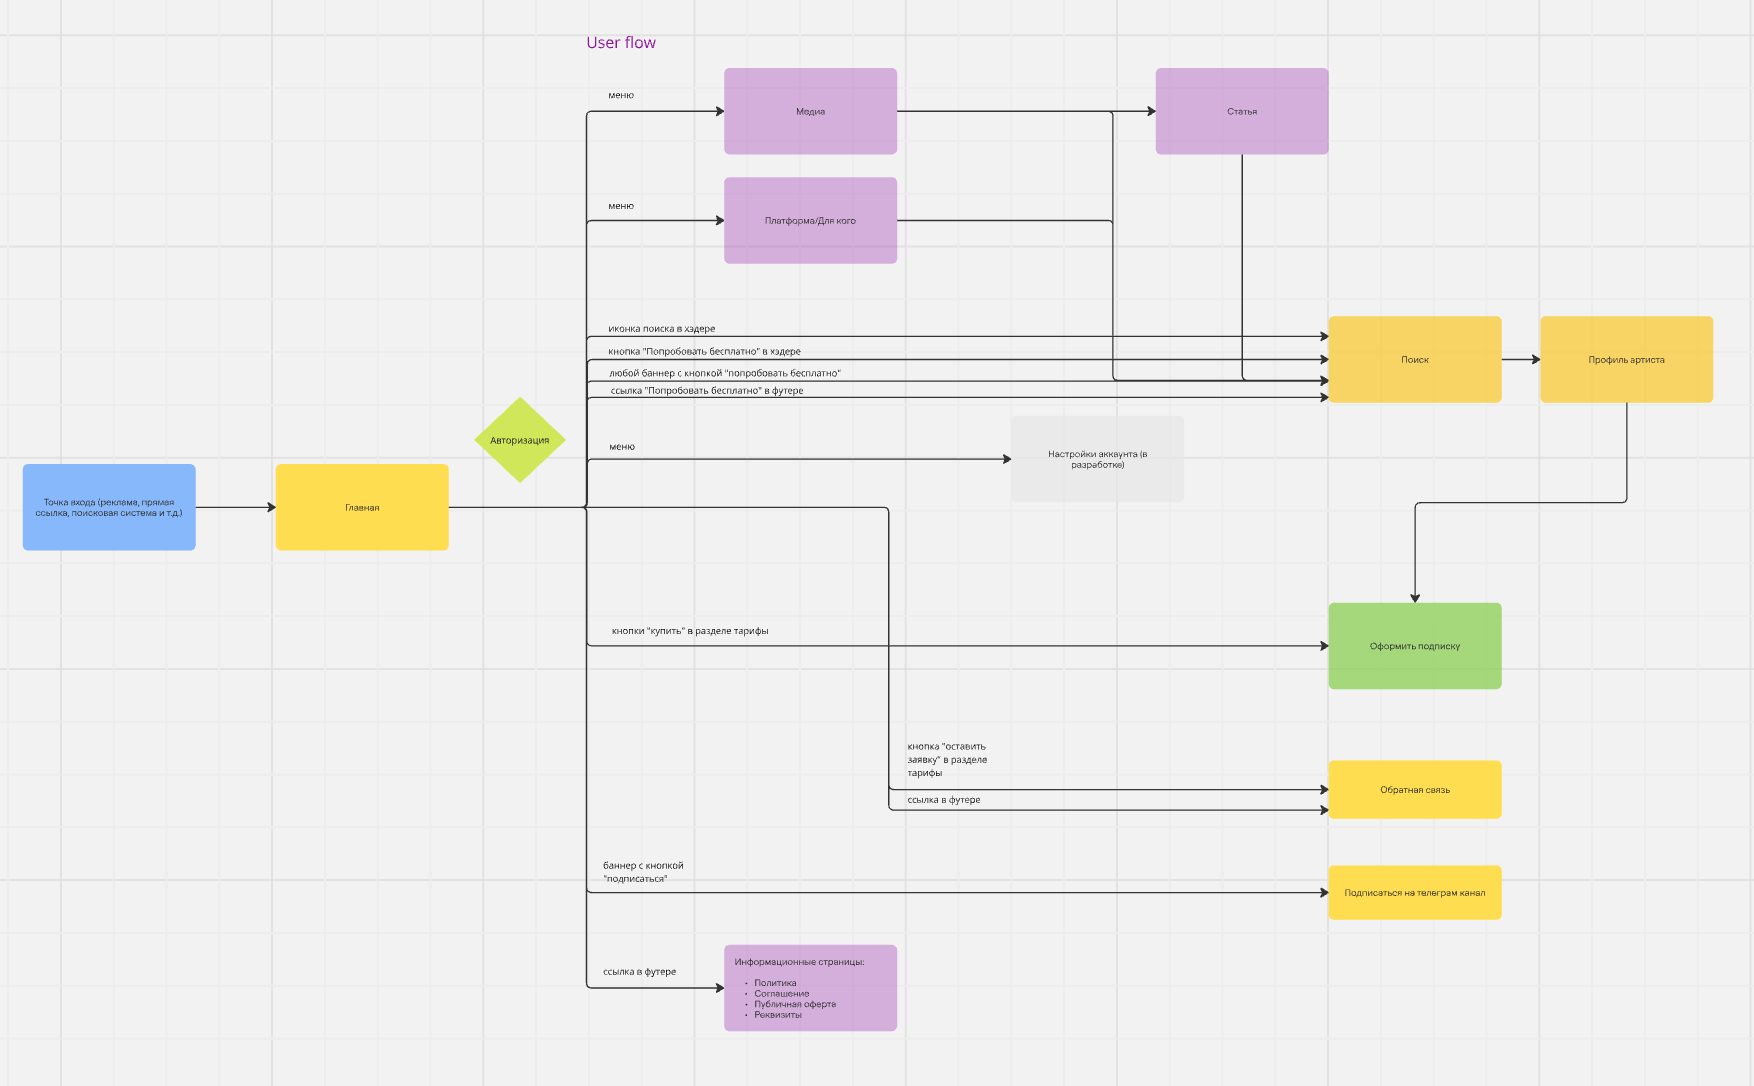 User flow
меню
Медиа
Статья
меню
Платформа/Для кого
иконка поиска в хэдере
кнопка "Попробовать бесплатно" в хэдере
любой баннер с кнопкой "попробовать бесплатно"
ссылка "Попробовать бесплатно" в футере
Поиск
Профиль артиста
Авторизация
меню
Настройки аккаунта (в
разработке)
Точка входа (реклама, прямая
ссылка, поисковая система и т.д.)
Главная
кнопки "купить" в разделе тарифы
Оформить подписку
кнопка "оставить
заявку" в разделе
тарифы
ссылка в футере
Обратная связь
баннер с кнопкой
"подписаться"
Подписаться на телеграм канал
ссылка в футере
Информационные страницы:
• Политика
• Соглашение
• Публичная оферта
• Реквизиты